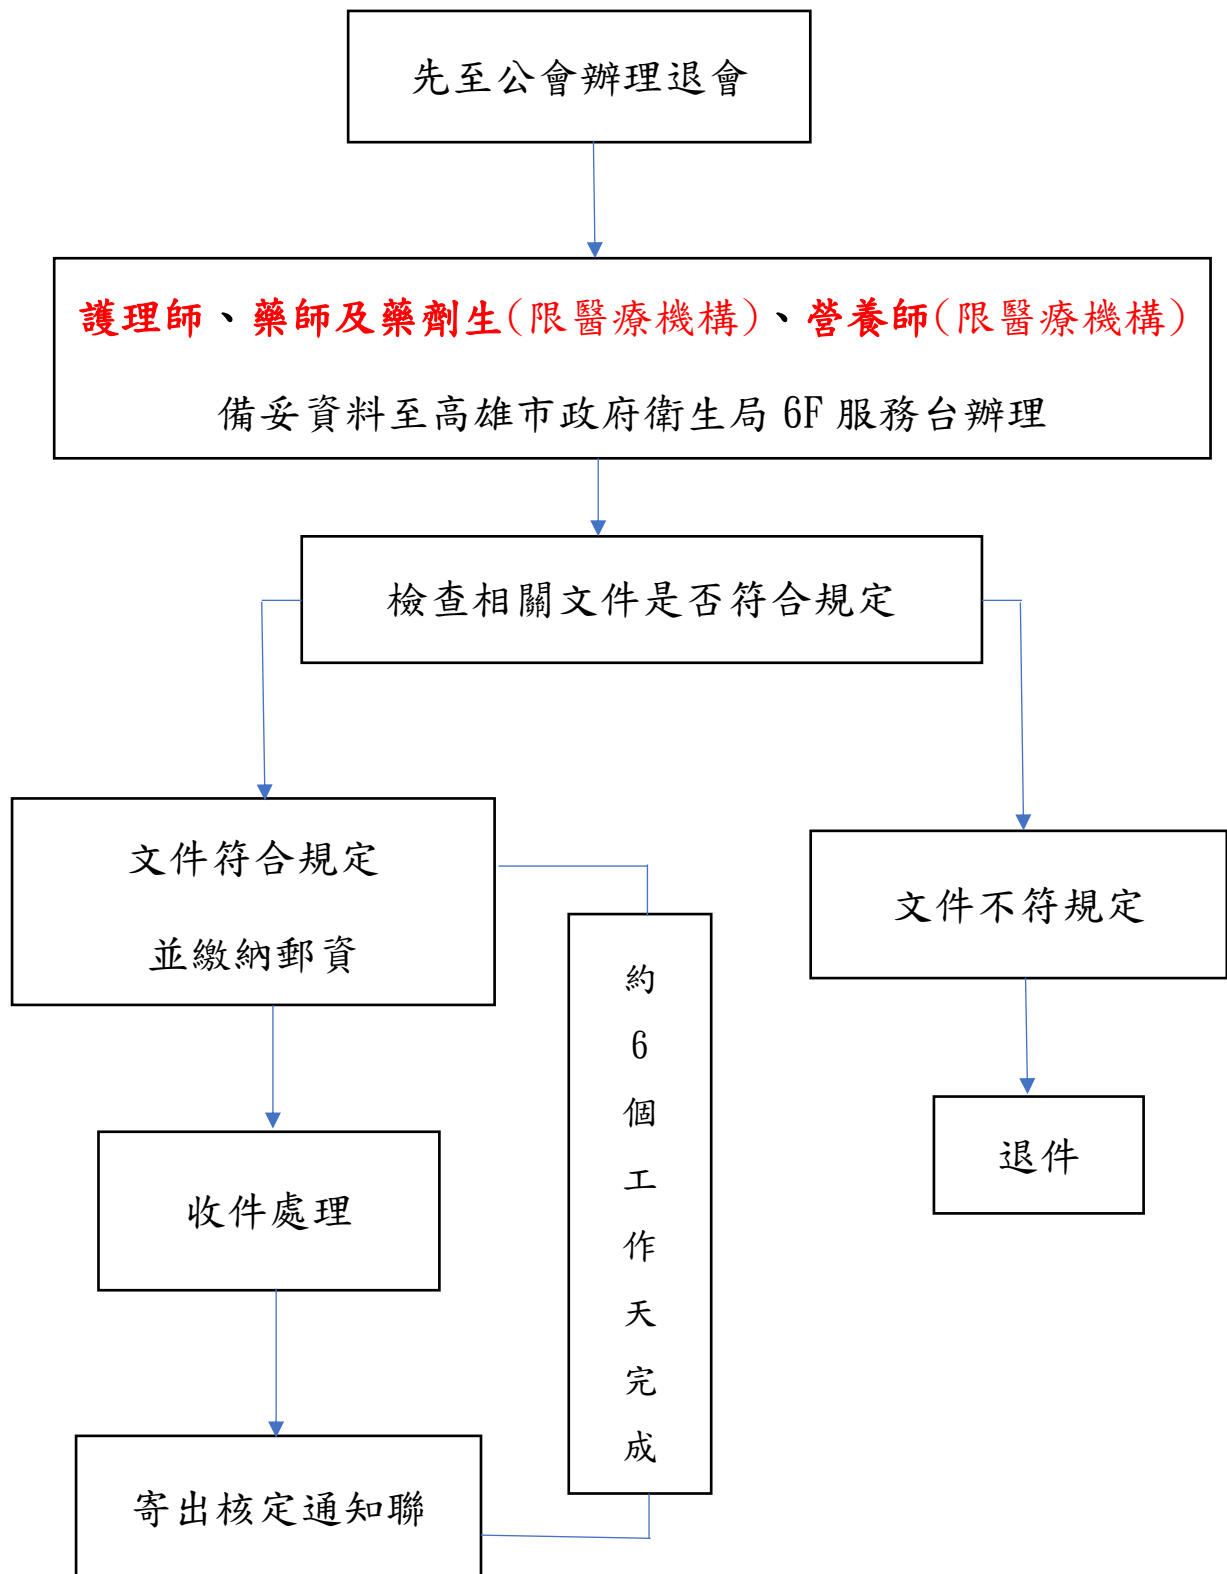 先至公會辦理退會
護理師、藥師及藥劑生(限醫療機構)、營養師(限醫療機構)
備妥資料至高雄市政府衛生局 6F 服務台辦理
檢查相關文件是否符合規定
文件符合規定
並繳納郵資
文件不符規定
約
6
個
工
作
天
完
成
退件
收件處理
寄出核定通知聯